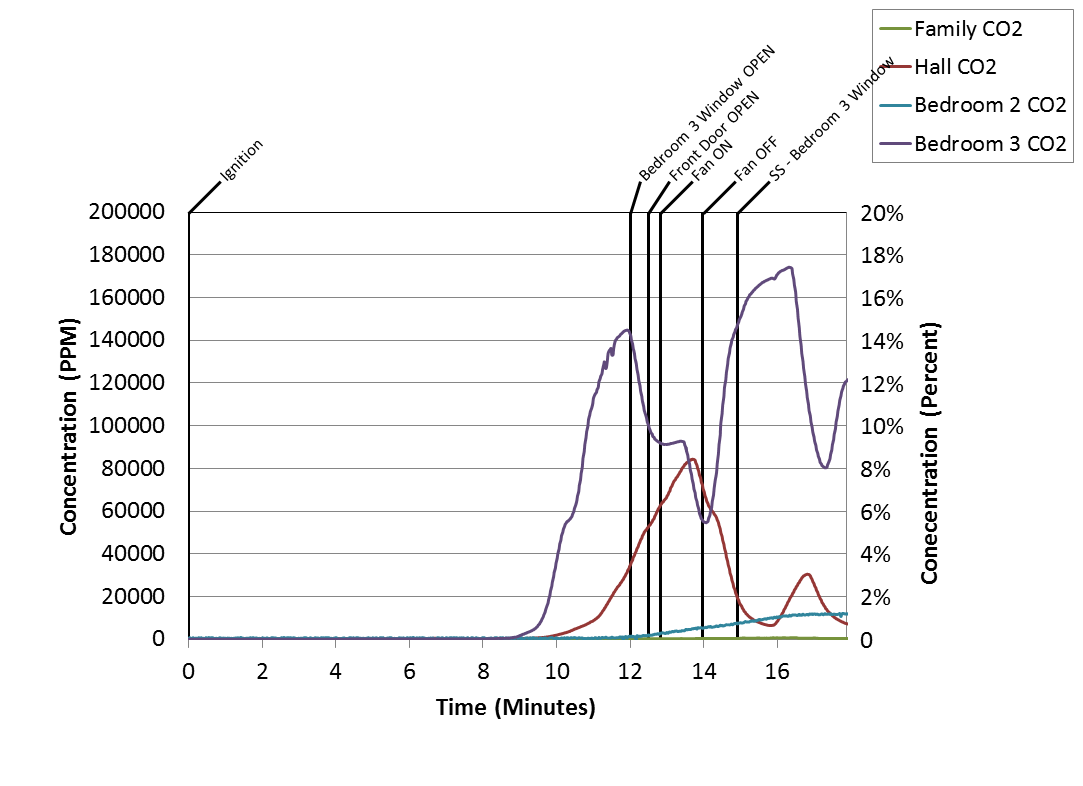 Family CO2
Hall CO2
Bedroom 2 CO2
Bedroom 3 CO2
Ignition
Bedroom 3 Window OPEN
Front Door OPEN
Fan ON
Fan OFF
SS - Bedroom 3 Window
200000
180000
160000
140000
120000
100000
80000
60000
40000
20000
0
20%
18%
16%
14%
12%
10%
8%
6%
4%
2%
0
Concentration (PPM)
Conecentration (Percent)
0 2 4 6 8 10 12 14 16
Time (Minutes)